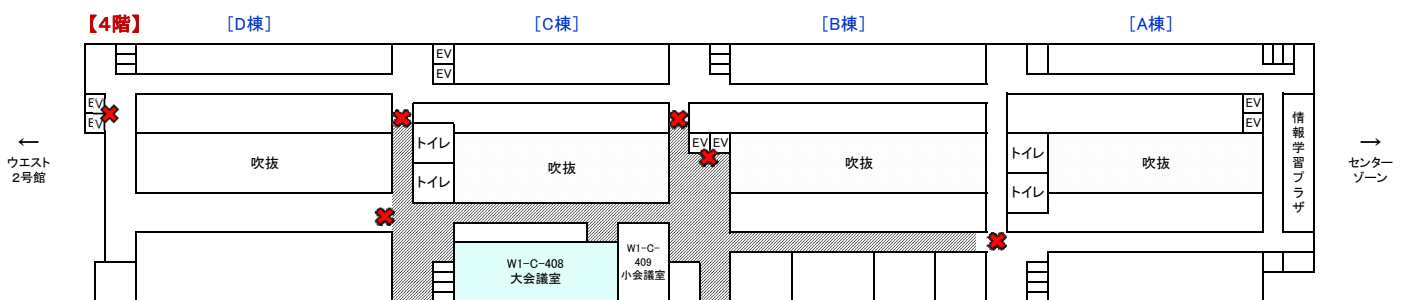 【4階】
[D棟]
[C棟]
[B棟]
[A棟]
EV
EV
EV
EV
EV
EV
EV EV
EV
EV
トイレ
トイレ
トイレ
トイレ
吹抜
吹抜
吹抜
吹抜
情報学習プラザ
←
ウエスト
2号館
→
センター
ゾーン
W1-C-408
大会議室
W1-C-
409
小会議室